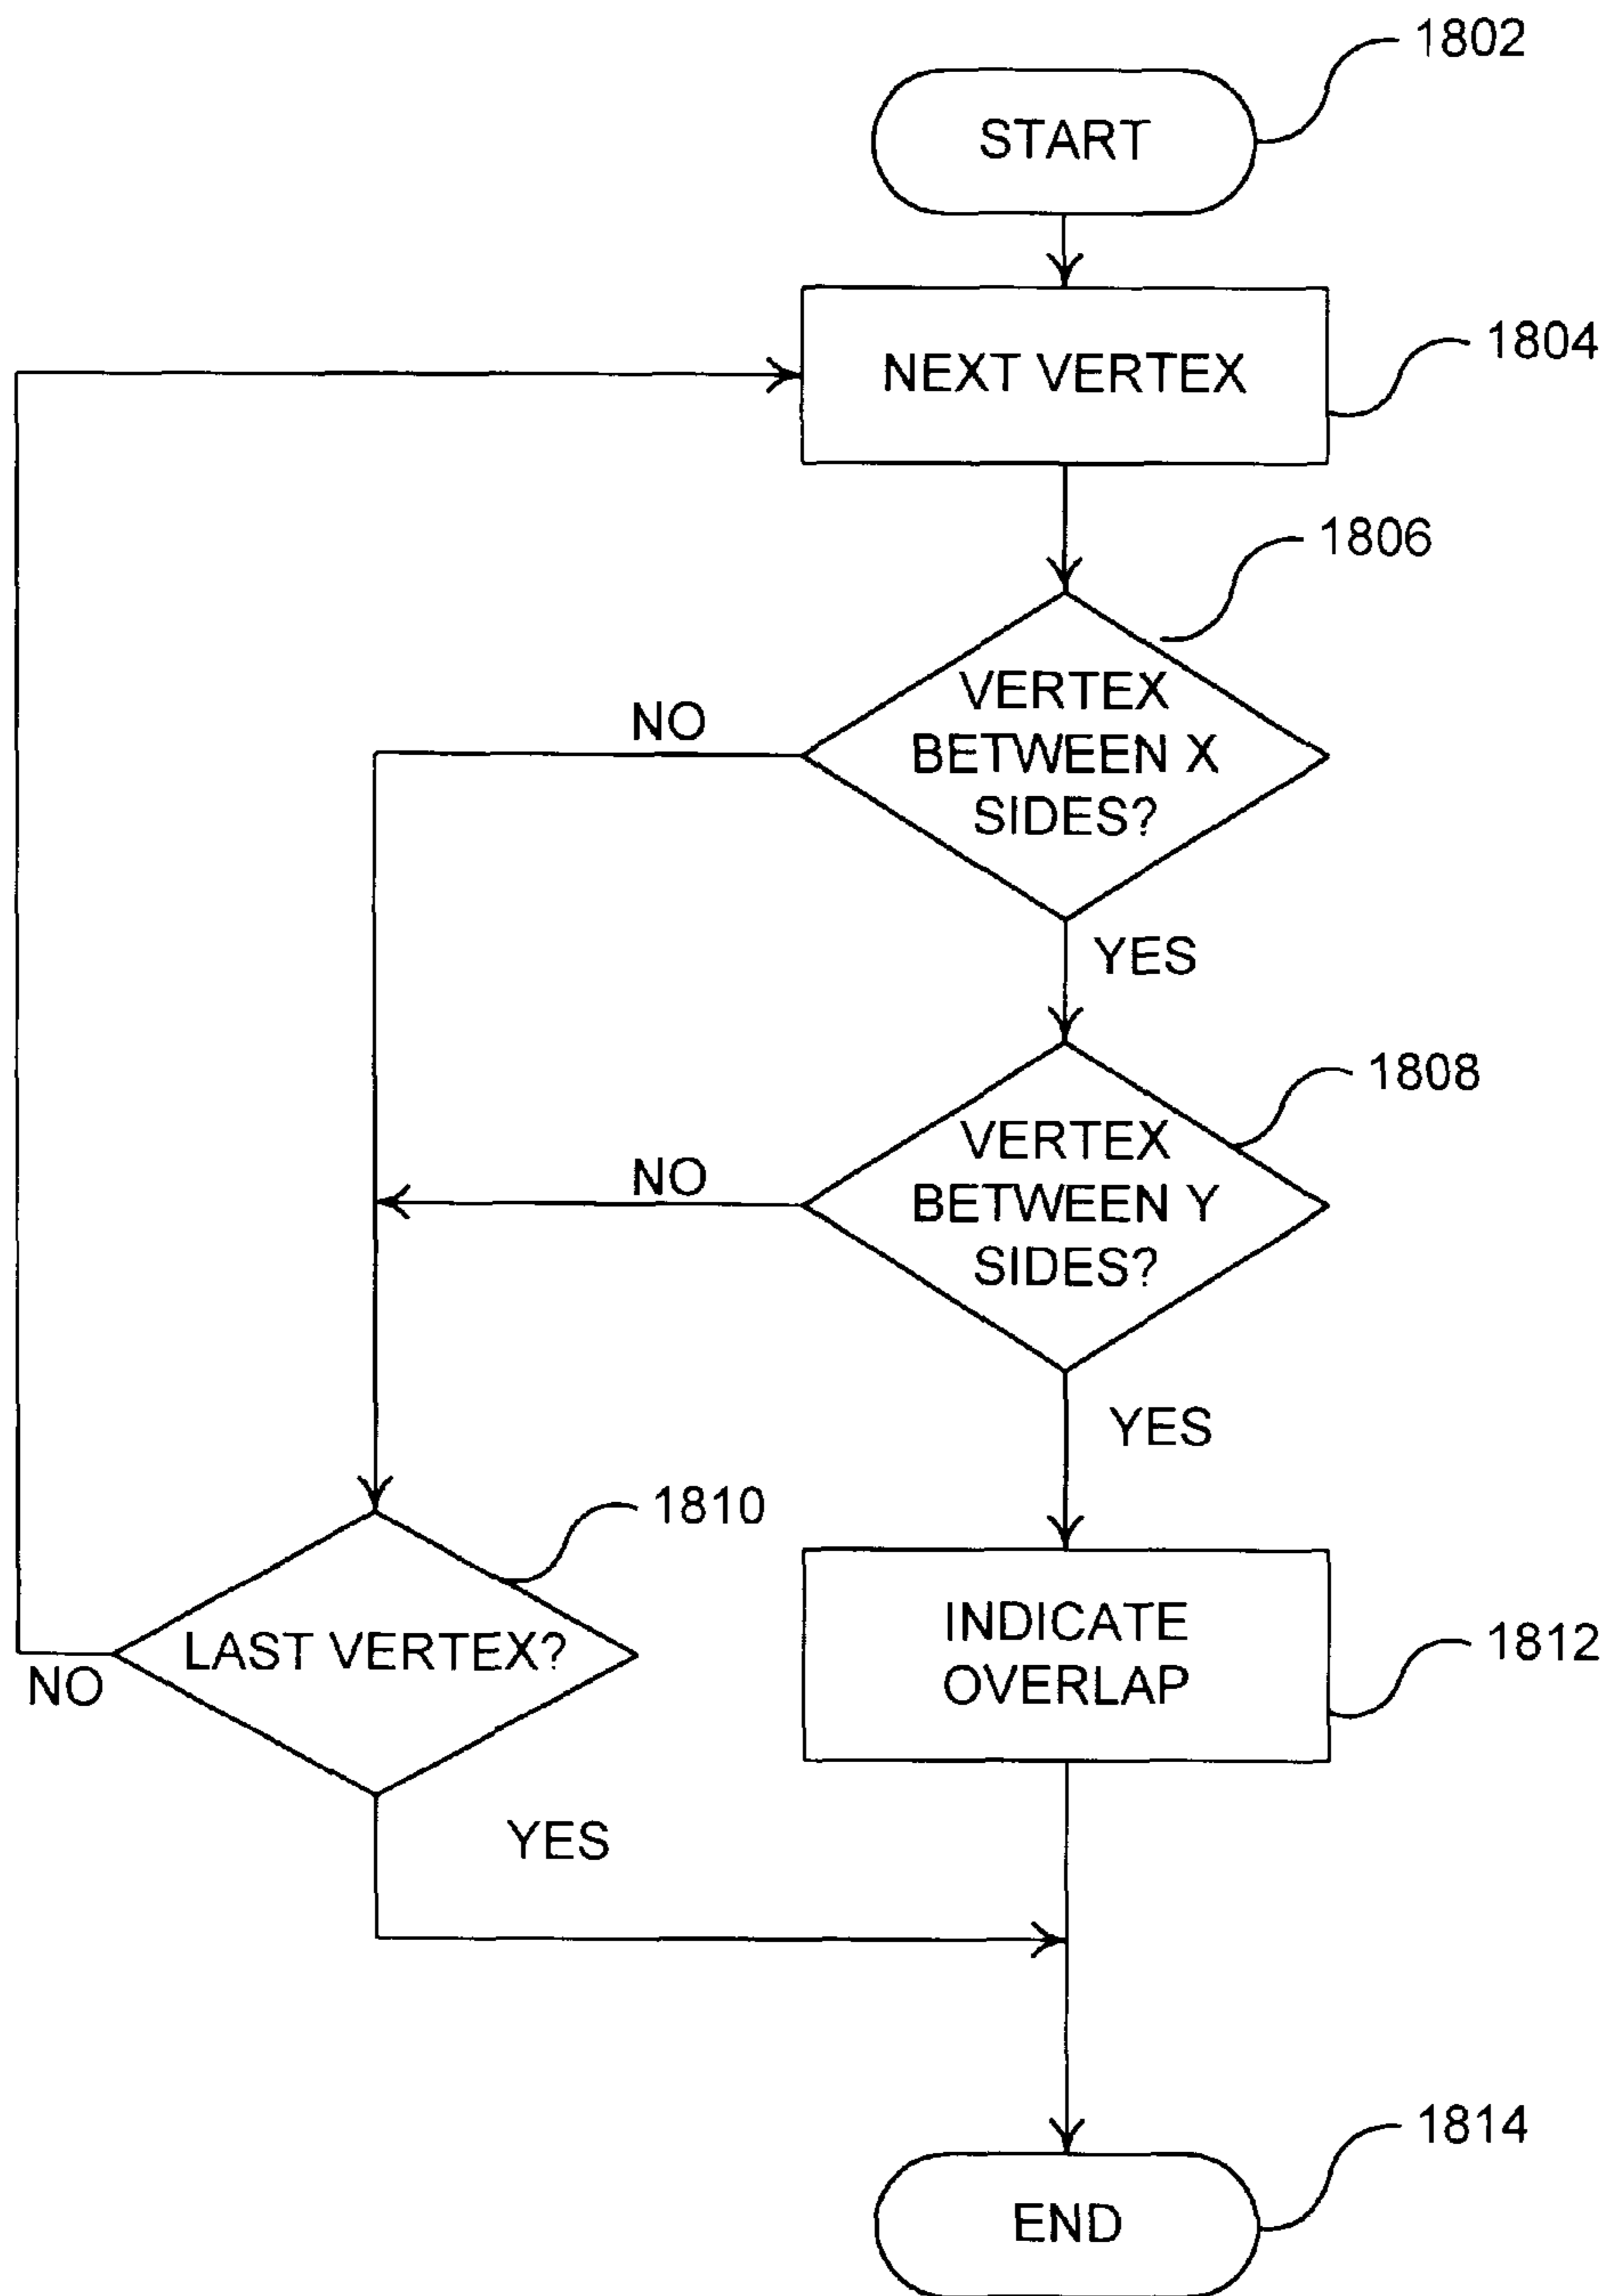 1802
START
1804
NEXT VERTEX
1806
VERTEX
BETWEEN X
SIDES?
NO
YES
1808
VERTEX
BETWEEN Y
SIDES?
NO
YES
1810
LAST VERTEX?
NO
YES
INDICATE
OVERLAP
1812
1814
END